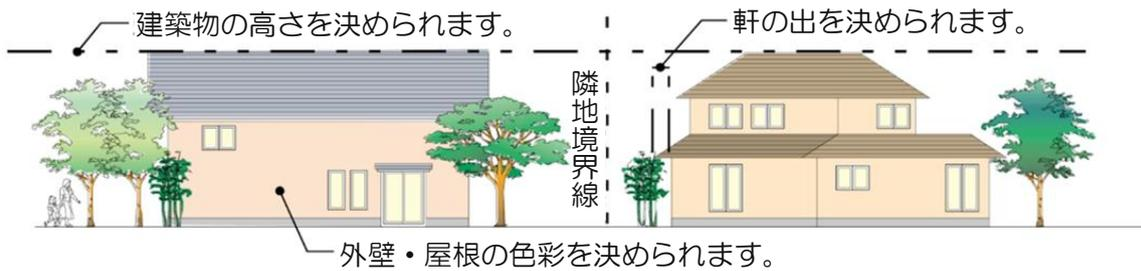 建築物の高さを決められます。
軒の出を決められます。
隣地境界線
外壁・屋根の色彩を決められます。